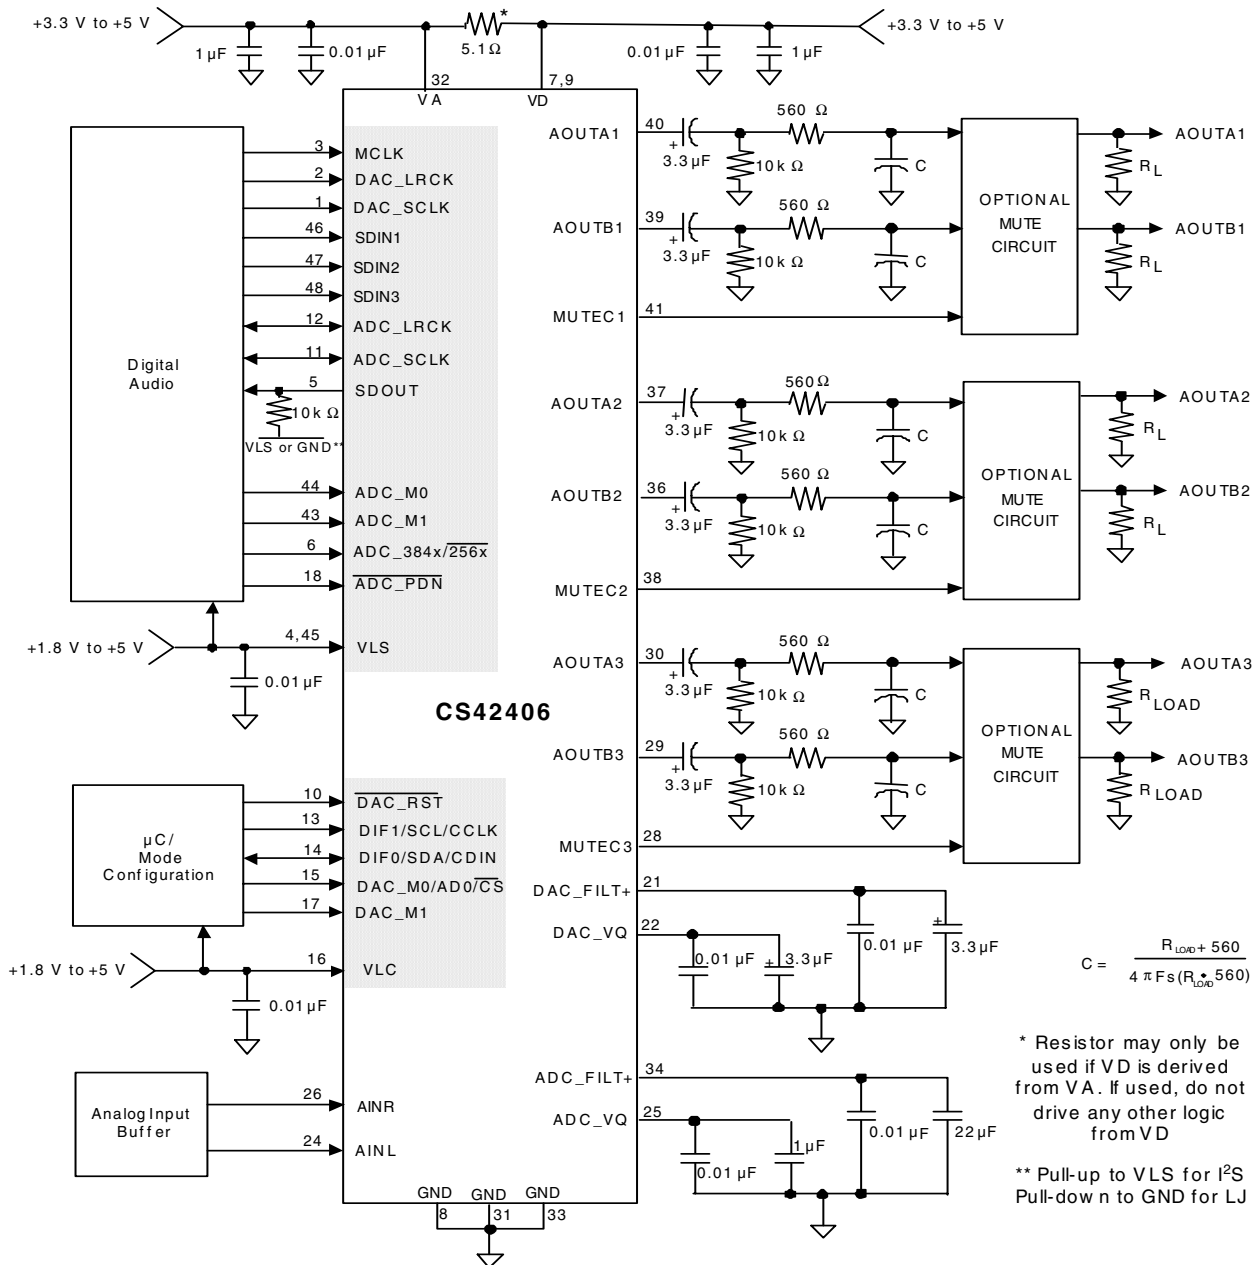 +3.3 V to +5 V
1 µF
0.01 µF
*
5.1 Ω
0.01 µF
1 µF
+3.3 V to +5 V
32
7,9
VA
VD
Digital
Audio
3
MCLK
2
DAC_LRCK
1
DAC_SCLK
46
SDIN1
47
SDIN2
48
SDIN3
12
ADC_LRCK
11
ADC_SCLK
5
SDOUT
10k Ω
VLS or GND**
44
ADC_M0
43
ADC_M1
6
ADC_384x/256x
18
ADC_PDN
+1.8 V to +5 V
4,45
VLS
0.01 µF
CS42406
µC/
Mode
Configuration
10
DAC_RST
13
DIF1/SCL/CCLK
14
DIF0/SDA/CDIN
15
DAC_M0/AD0/CS
17
DAC_M1
+1.8 V to +5 V
16
VLC
0.01 µF
Analog Input
Buffer
26
AINR
24
AINL
GND
GND
GND
8
31
33
AOUTA1
40
+
3.3 µF
10k Ω
560 Ω
C
AOUTB1
39
+
3.3 µF
10k Ω
560 Ω
C
MUTEC1
41
OPTIONAL
MUTE
CIRCUIT
AOUTA1
RL
AOUTB1
RL
AOUTA2
37
+
3.3 µF
10k Ω
560 Ω
C
AOUTB2
36
+
3.3 µF
10k Ω
560 Ω
C
MUTEC2
38
OPTIONAL
MUTE
CIRCUIT
AOUTA2
RL
AOUTB2
RL
AOUTA3
30
+
3.3 µF
10k Ω
560 Ω
C
AOUTB3
29
+
3.3 µF
10k Ω
560 Ω
C
MUTEC3
28
OPTIONAL
MUTE
CIRCUIT
AOUTA3
RLOAD
AOUTB3
RLOAD
DAC_FILT+
21
DAC_VQ
22
0.01 µF
+
3.3 µF
0.01 µF
+
3.3 µF
C = RLOAD + 560
4 π Fs (RLOAD • 560)
ADC_FILT+
34
ADC_VQ
25
0.01 µF
1 µF
0.01 µF
22 µF
* Resistor may only be
used if VD is derived
from VA. If used, do not
drive any other logic
from VD
** Pull-up to VLS for I²S
Pull-down to GND for LJ